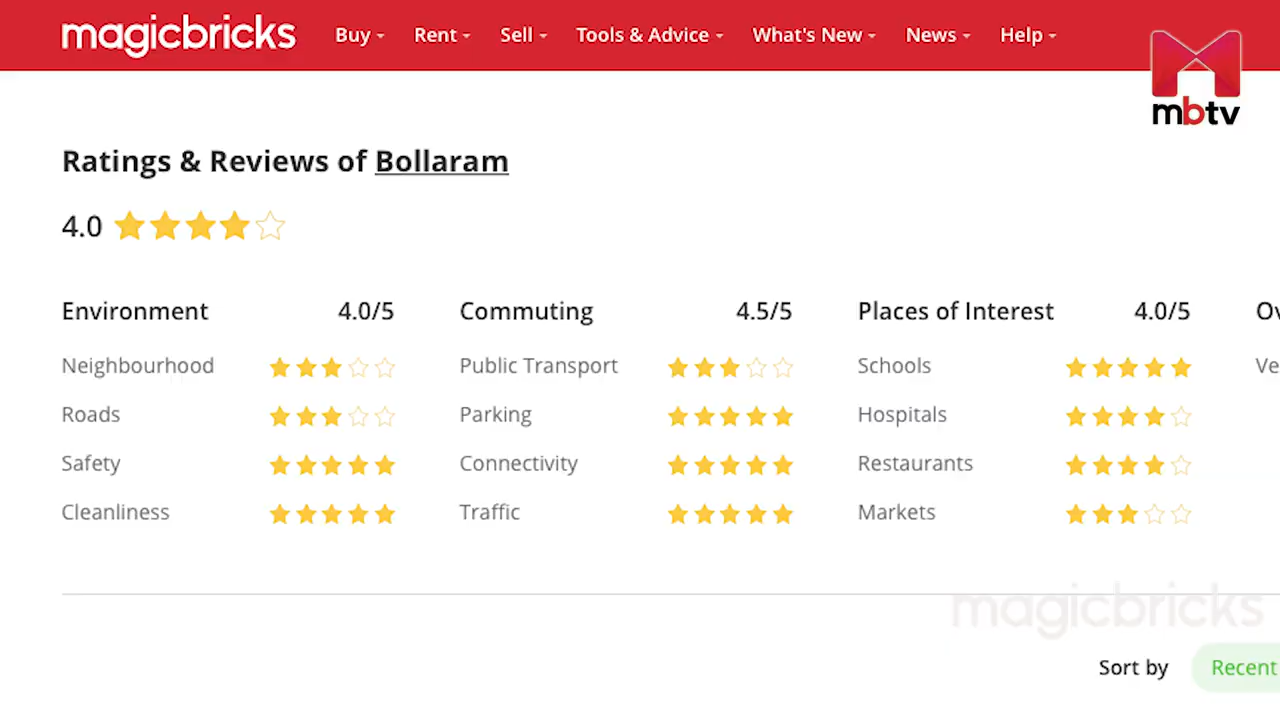 magicbricks Buy Rent Sell Tools & Advice What's New News Help
mbtv
Ratings & Reviews of Bollaram
4.0
Environment 4.0/5 Commuting 4.5/5 Places of Interest 4.0/5 Ov
Neighbourhood Public Transport Schools Ve
Roads Parking Hospitals
Safety Connectivity Restaurants
Cleanliness Traffic Markets
magicbricks
Sort by Recent